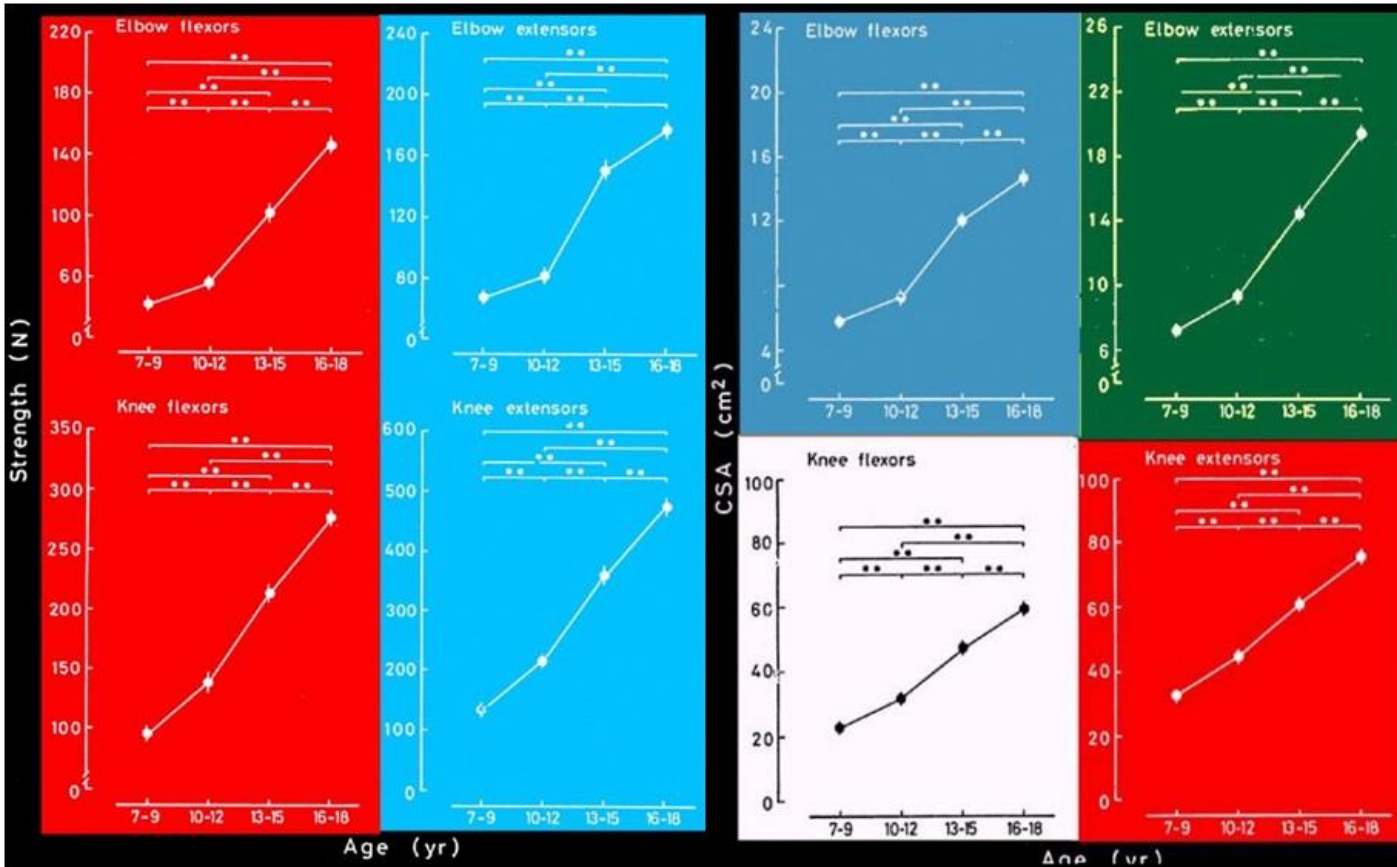 Elbow flexors
220
180
140
100
60
0
7-9 10-12 13-15 16-18
Elbow extensors
240
200
160
120
80
0
7-9 10-12 13-15 16-18
Strength (N)
Knee flexors
350
300
250
200
150
100
0
7-9 10-12 13-15 16-18
Knee extensors
600
500
400
300
200
100
0
7-9 10-12 13-15 16-18
Age (yr)
Elbow flexors
24
20
16
12
4
0
7-9 10-12 13-15 16-18
Elbow extensors
26
22
18
14
10
6
0
7-9 10-12 13-15 16-18
CSA (cm²)
Knee flexors
100
80
60
40
20
0
7-9 10-12 13-15 16-18
Knee extensors
100
80
60
40
20
0
7-9 10-12 13-15 16-18
Age (yr)